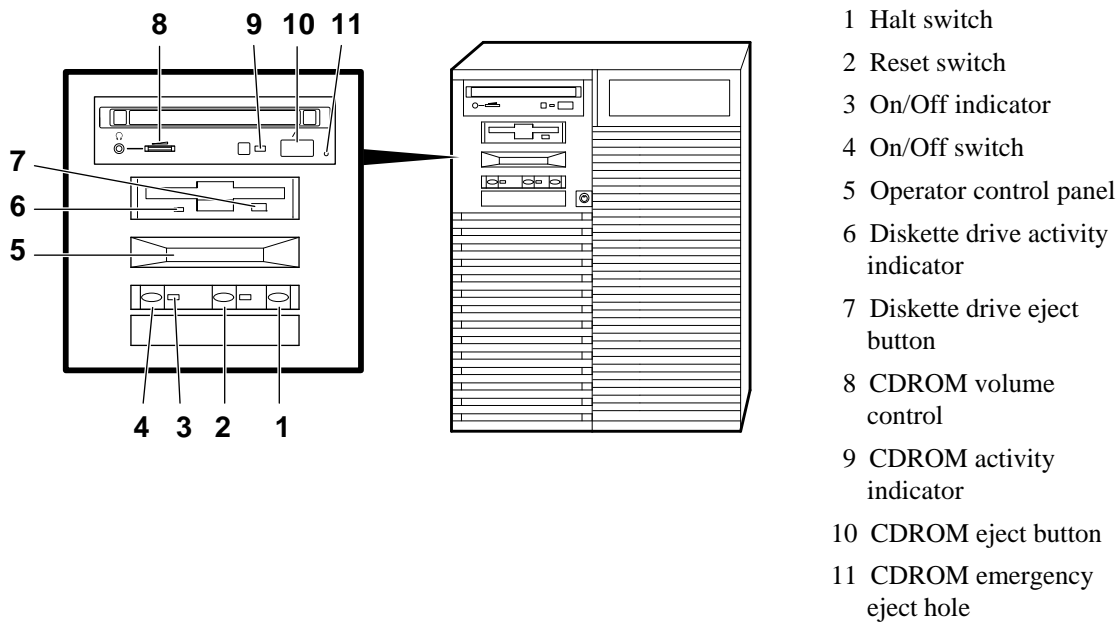 8 9 10 11
7
6
5
4 3 2 1
1 Halt switch
2 Reset switch
3 On/Off indicator
4 On/Off switch
5 Operator control panel
6 Diskette drive activity
indicator
7 Diskette drive eject
button
8 CDROM volume
control
9 CDROM activity
indicator
10 CDROM eject button
11 CDROM emergency
eject hole